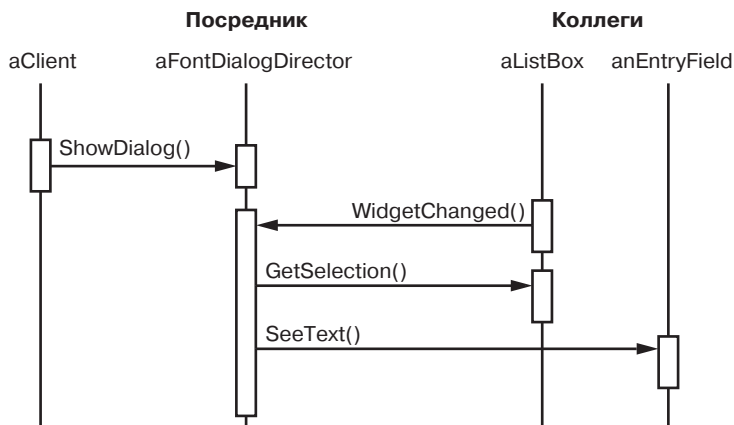 Посредник Коллеги
aClient aFontDialogDirector aListBox anEntryField
ShowDialog()
WidgetChanged()
GetSelection()
SeeText()